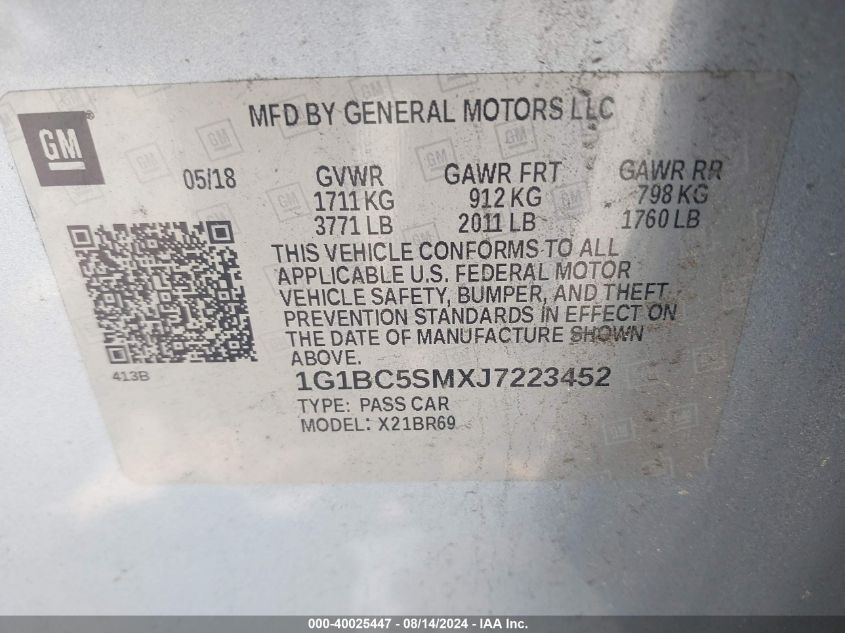 GM
MFD BY GENERAL MOTORS LLC
05/18
GVWR
1711 KG
3771 LB
GAWR FRT
912 KG
2011 LB
GAWR RR
798 KG
1760 LB
THIS VEHICLE CONFORMS TO ALL
APPLICABLE U.S. FEDERAL MOTOR
VEHICLE SAFETY, BUMPER, AND THEFT
PREVENTION STANDARDS IN EFFECT ON
THE DATE OF MANUFACTURE SHOWN
ABOVE.
413B
1G1BC5SMXJ7223452
TYPE: PASS CAR
MODEL: X21BR69
000-40025447 - 08/14/2024 - IAA Inc.